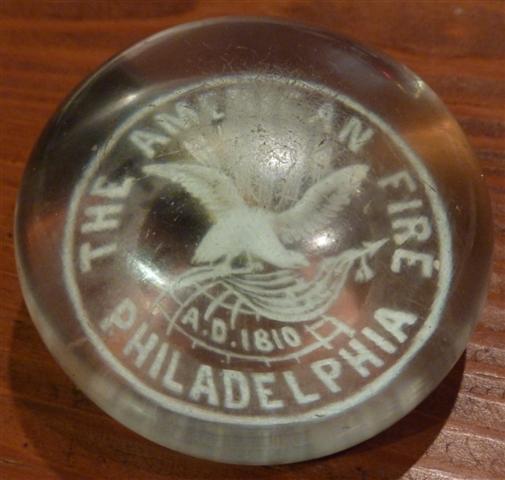 THE AMERICAN FIRE
A.D. 1810
PHILADELPHIA